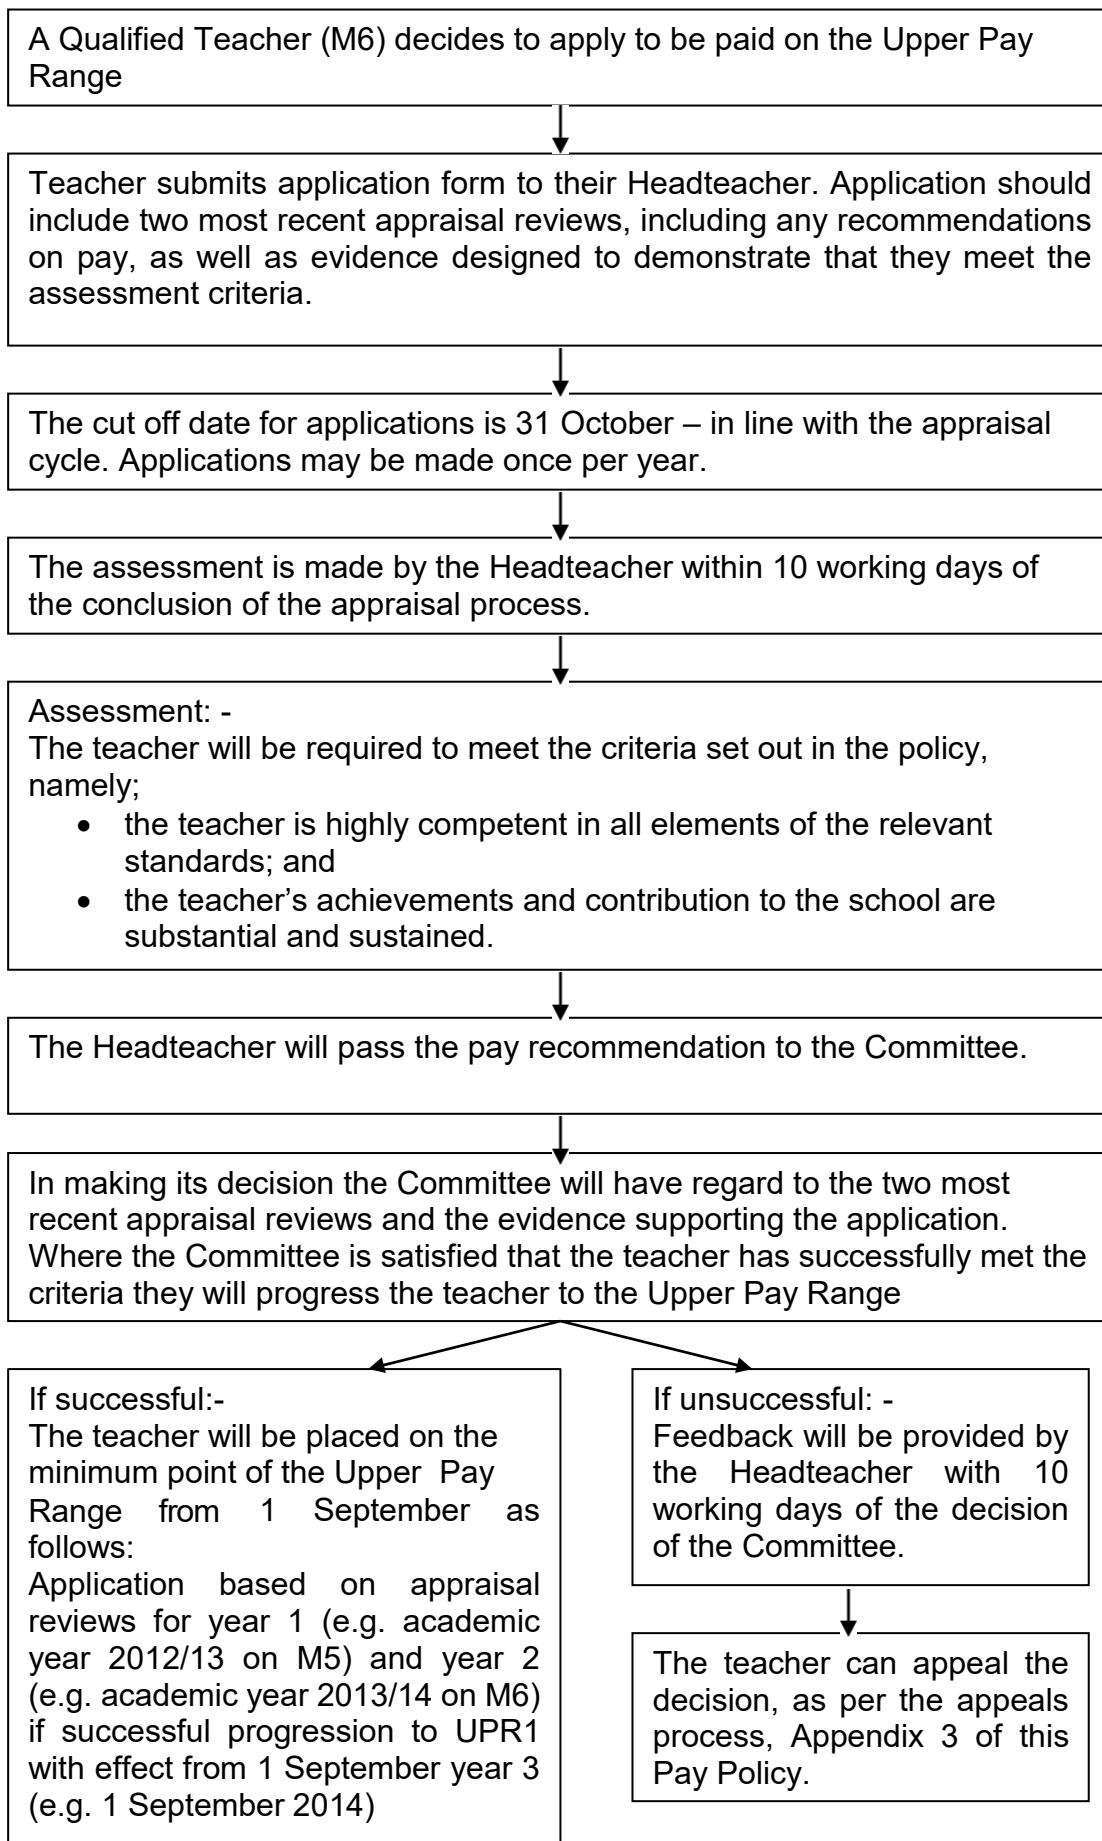 A Qualified Teacher (M6) decides to apply to be paid on the Upper Pay
Range
Teacher submits application form to their Headteacher. Application should
include two most recent appraisal reviews, including any recommendations
on pay, as well as evidence designed to demonstrate that they meet the
assessment criteria.
The cut off date for applications is 31 October – in line with the appraisal
cycle. Applications may be made once per year.
The assessment is made by the Headteacher within 10 working days of
the conclusion of the appraisal process.
Assessment: -
The teacher will be required to meet the criteria set out in the policy,
namely;
• the teacher is highly competent in all elements of the relevant
standards; and
• the teacher’s achievements and contribution to the school are
substantial and sustained.
The Headteacher will pass the pay recommendation to the Committee.
In making its decision the Committee will have regard to the two most
recent appraisal reviews and the evidence supporting the application.
Where the Committee is satisfied that the teacher has successfully met the
criteria they will progress the teacher to the Upper Pay Range
If successful:-
The teacher will be placed on the
minimum point of the Upper Pay
Range from 1 September as
follows:
Application based on appraisal
reviews for year 1 (e.g. academic
year 2012/13 on M5) and year 2
(e.g. academic year 2013/14 on M6)
if successful progression to UPR1
with effect from 1 September year 3
(e.g. 1 September 2014)
If unsuccessful: -
Feedback will be provided by
the Headteacher with 10
working days of the decision
of the Committee.
The teacher can appeal the
decision, as per the appeals
process, Appendix 3 of this
Pay Policy.